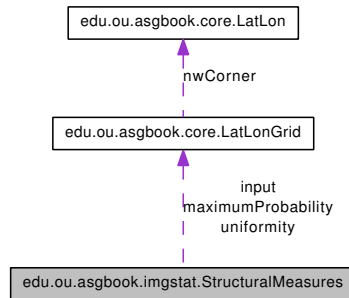 edu.ou.asgbook.core.LatLon
nwCorner
edu.ou.asgbook.core.LatLonGrid
input
maximumProbability
uniformity
edu.ou.asgbook.imgstat.StructuralMeasures